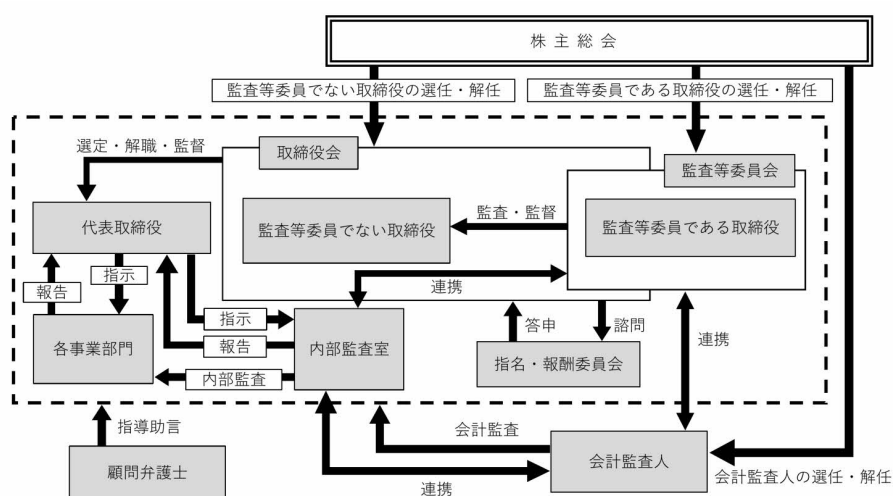 株主総会
監査等委員でない取締役の選任・解任
監査等委員である取締役の選任・解任
選定・解職・監督
取締役会
監査等委員会
代表取締役
監査等委員でない取締役
監査・監督
監査等委員である取締役
指示
報告
連携
指示
答申
諮問
連携
各事業部門
報告
内部監査室
指名・報酬委員会
内部監査
指導助言
会計監査
顧問弁護士
連携
会計監査人
会計監査人の選任・解任